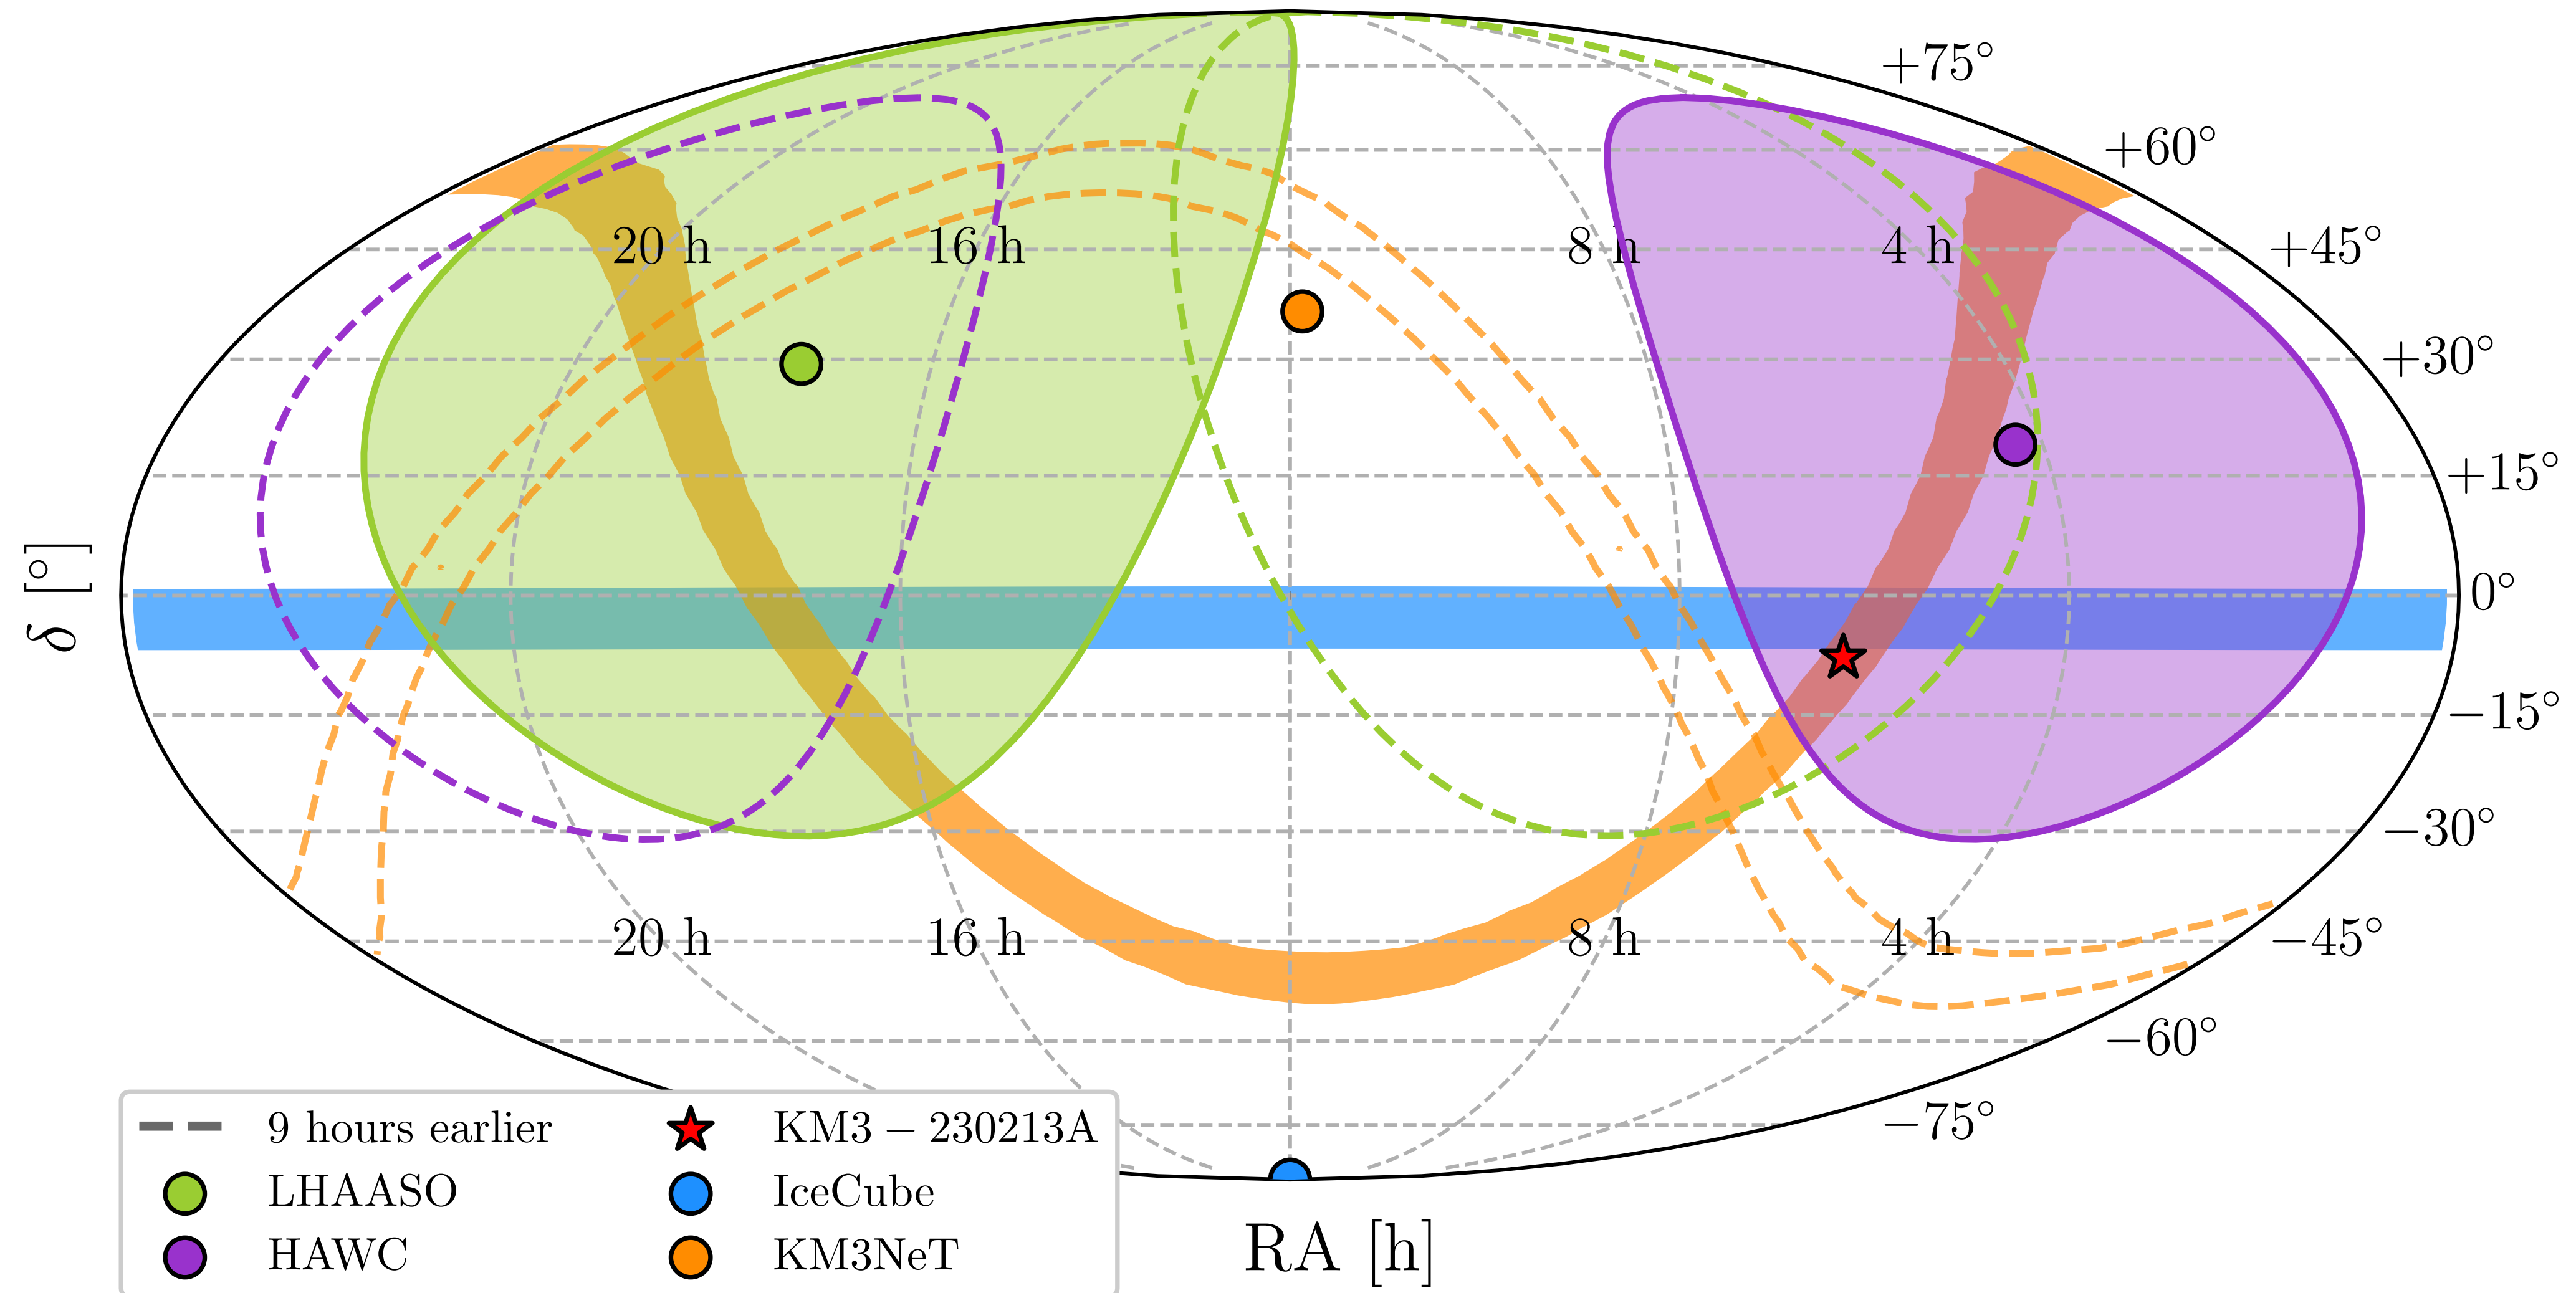 +75°
+60°
20 h 16 h 8 h 4 h +45°
+30°
+15°
δ [°]
0°
−15°
−30°
20 h 16 h 8 h 4 h −45°
−60°
−75°
9 hours earlier
LHAASO
HAWC
KM3 − 230213A
IceCube
KM3NeT
RA [h]